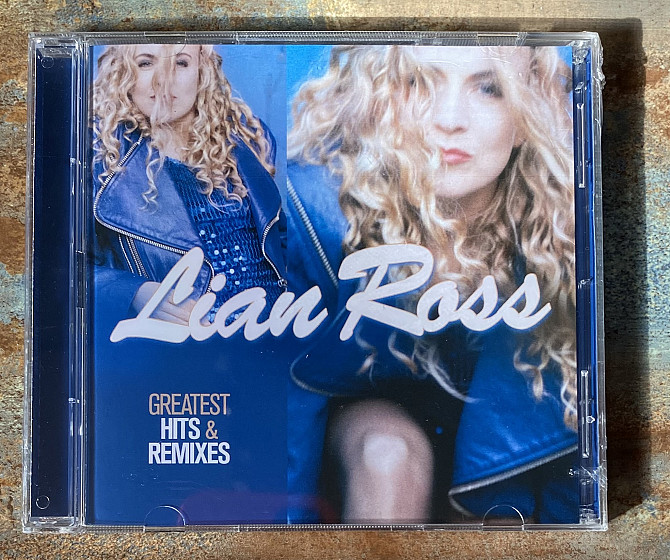 Lian Ross
GREATEST
HITS &
REMIXES